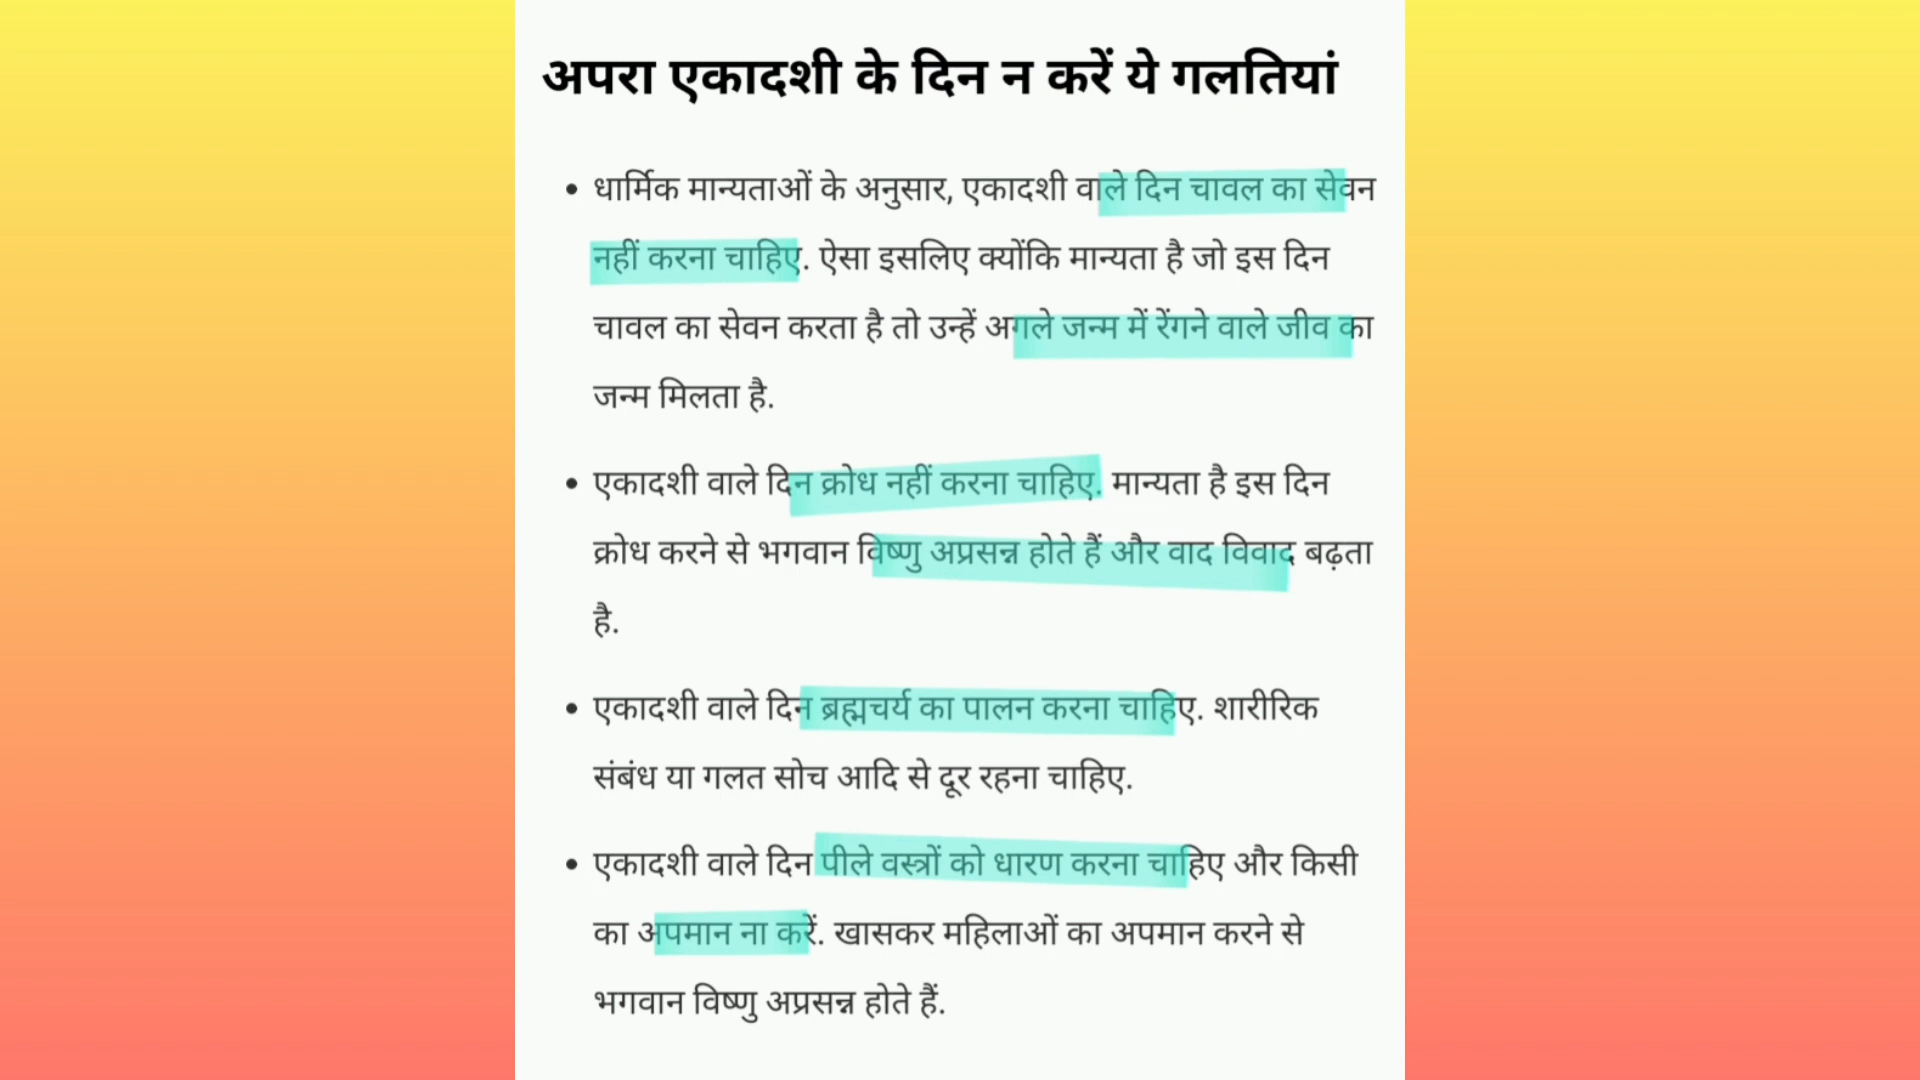 अपरा एकादशी के दिन न करें ये गलतियां
• धार्मिक मान्यताओं के अनुसार, एकादशी वाले दिन चावल का सेवन
नहीं करना चाहिए. ऐसा इसलिए क्योंकि मान्यता है जो इस दिन
चावल का सेवन करता है तो उन्हें अगले जन्म में रेंगने वाले जीव का
जन्म मिलता है.
• एकादशी वाले दिन क्रोध नहीं करना चाहिए. मान्यता है इस दिन
क्रोध करने से भगवान विष्णु अप्रसन्न होते हैं और वाद विवाद बढ़ता
है.
• एकादशी वाले दिन ब्रह्मचर्य का पालन करना चाहिए. शारीरिक
संबंध या गलत सोच आदि से दूर रहना चाहिए.
• एकादशी वाले दिन पीले वस्त्रों को धारण करना चाहिए और किसी
का अपमान ना करें. खासकर महिलाओं का अपमान करने से
भगवान विष्णु अप्रसन्न होते हैं.